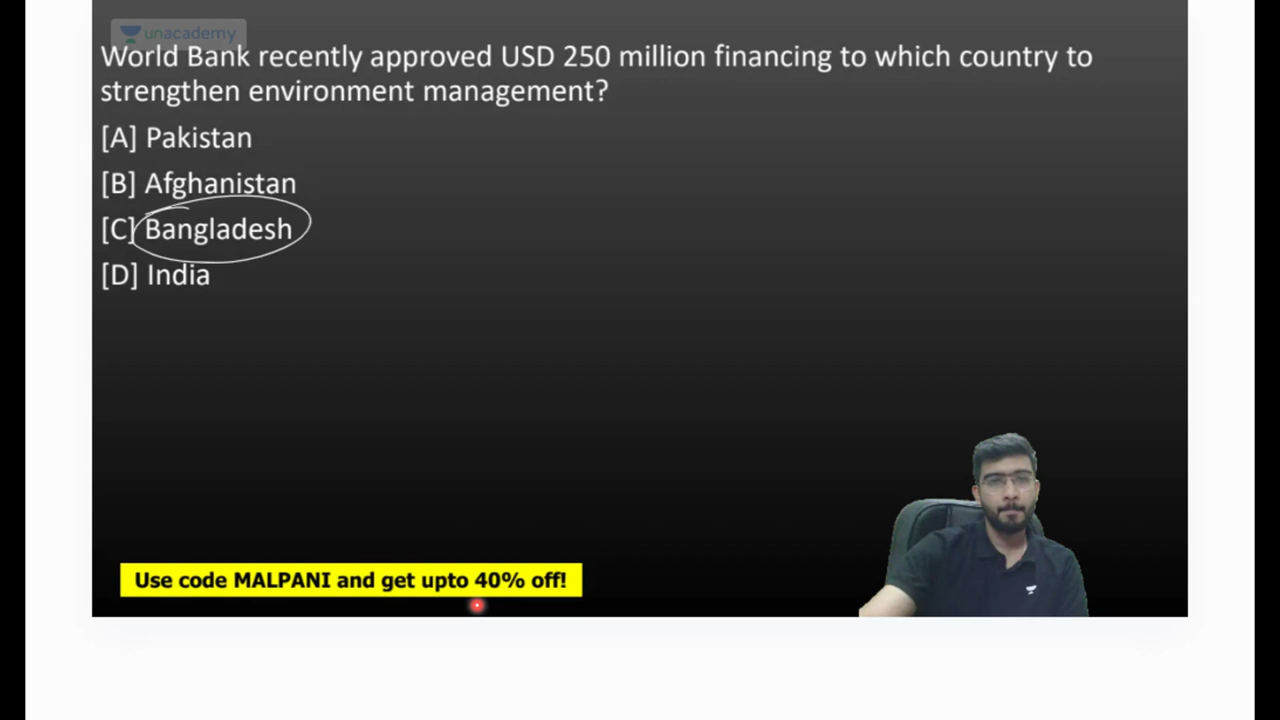 unacademy
World Bank recently approved USD 250 million financing to which country to
strengthen environment management?
[A] Pakistan
[B] Afghanistan
[C] Bangladesh
[D] India
Use code MALPANI and get upto 40% off!